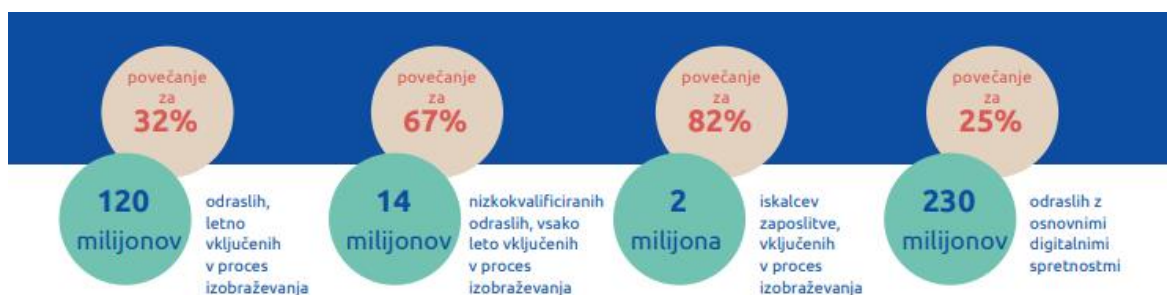 povečanje
za
32%
120
milijonov
odraslih,
letno
vključenih
v proces
izobraževanja
povečanje
za
67%
14
milijonov
nizkokvalificiranih
odraslih, vsako
leto vključenih
v proces
izobraževanja
povečanje
za
82%
2
milijona
iskalcev
zaposlitve,
vključenih
v proces
izobraževanja
povečanje
za
25%
230
milijonov
odraslih z
osnovnimi
digitalnimi
spretnostmi